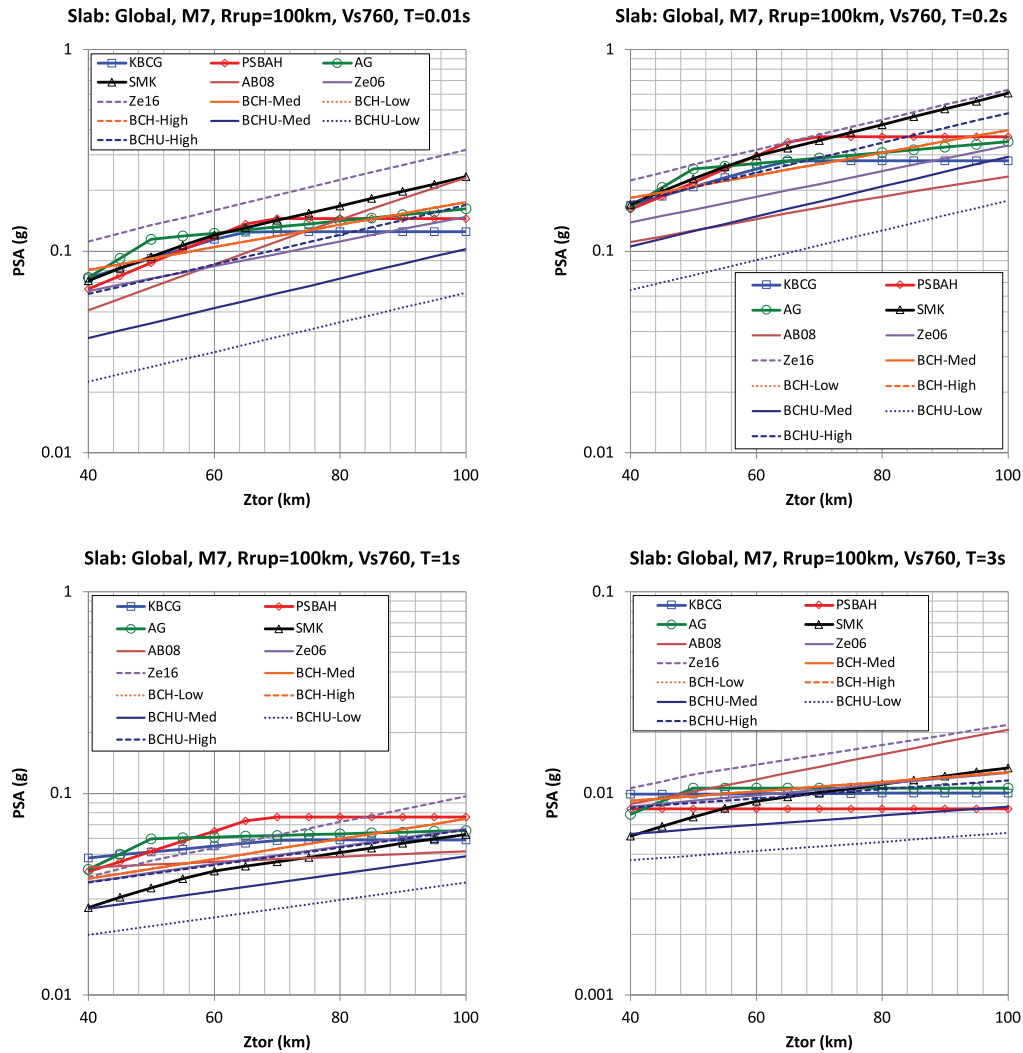 Slab: Global, M7, Rrup=100km, Vs760, T=0.01s
PSA (g)
1
0.1
0.01
KBCG PSBAH AG
SMK AB08 Ze06
Ze16 BCH-Med BCH-Low
BCH-High BCHU-Med BCHU-Low
BCHU-High
40 60 80 100
Ztor (km)
Slab: Global, M7, Rrup=100km, Vs760, T=0.2s
PSA (g)
1
0.1
0.01
KBCG PSBAH
AG SMK
AB08 Ze06
Ze16 BCH-Med
BCH-Low BCH-High
BCHU-Med BCHU-Low
BCHU-High
40 60 80 100
Ztor (km)
Slab: Global, M7, Rrup=100km, Vs760, T=1s
PSA (g)
1
0.1
0.01
KBCG PSBAH
AG SMK
AB08 Ze06
Ze16 BCH-Med
BCH-Low BCH-High
BCHU-Med BCHU-Low
BCHU-High
40 60 80 100
Ztor (km)
Slab: Global, M7, Rrup=100km, Vs760, T=3s
PSA (g)
0.1
0.01
0.001
KBCG PSBAH
AG SMK
AB08 Ze06
Ze16 BCH-Med
BCH-Low BCH-High
BCHU-Med BCHU-Low
BCHU-High
40 60 80 100
Ztor (km)